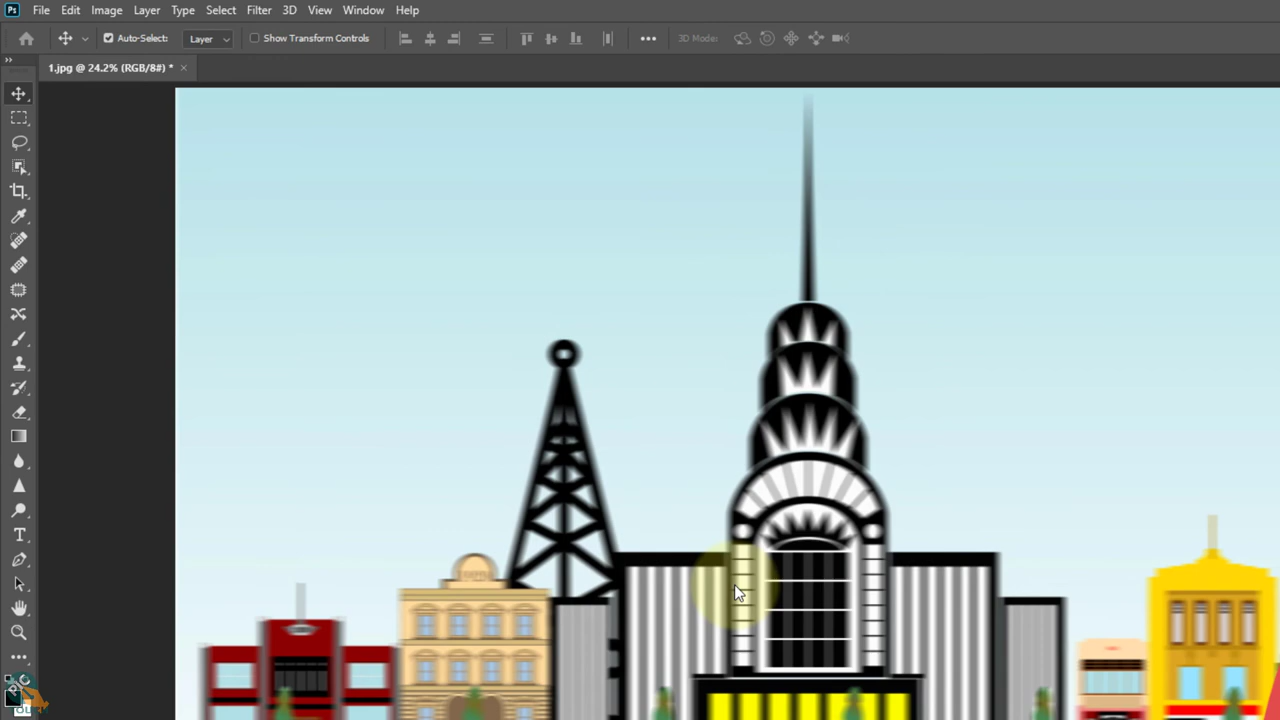 Ps File Edit Image Layer Type Select Filter 3D View Window Help
Auto-Select: Layer Show Transform Controls 3D Mode:
1.jpg @ 24.2% (RGB/8#) *